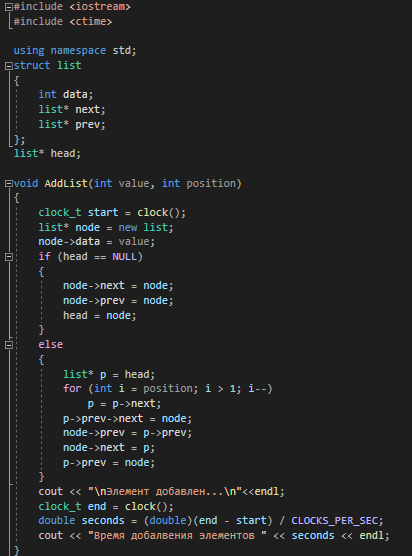 #include <iostream>
#include <ctime>

using namespace std;
struct list
{
    int data;
    list* next;
    list* prev;
};
list* head;

void AddList(int value, int position)
{
    clock_t start = clock();
    list* node = new list;
    node->data = value;
    if (head == NULL)
    {
        node->next = node;
        node->prev = node;
        head = node;
    }
    else
    {
        list* p = head;
        for (int i = position; i > 1; i--)
            p = p->next;
        p->prev->next = node;
        node->prev = p->prev;
        node->next = p;
        p->prev = node;
    }
    cout << "\nЭлемент добавлен...\n"<<endl;
    clock_t end = clock();
    double seconds = (double)(end - start) / CLOCKS_PER_SEC;
    cout << "Время добалвения элементов " << seconds << endl;
}